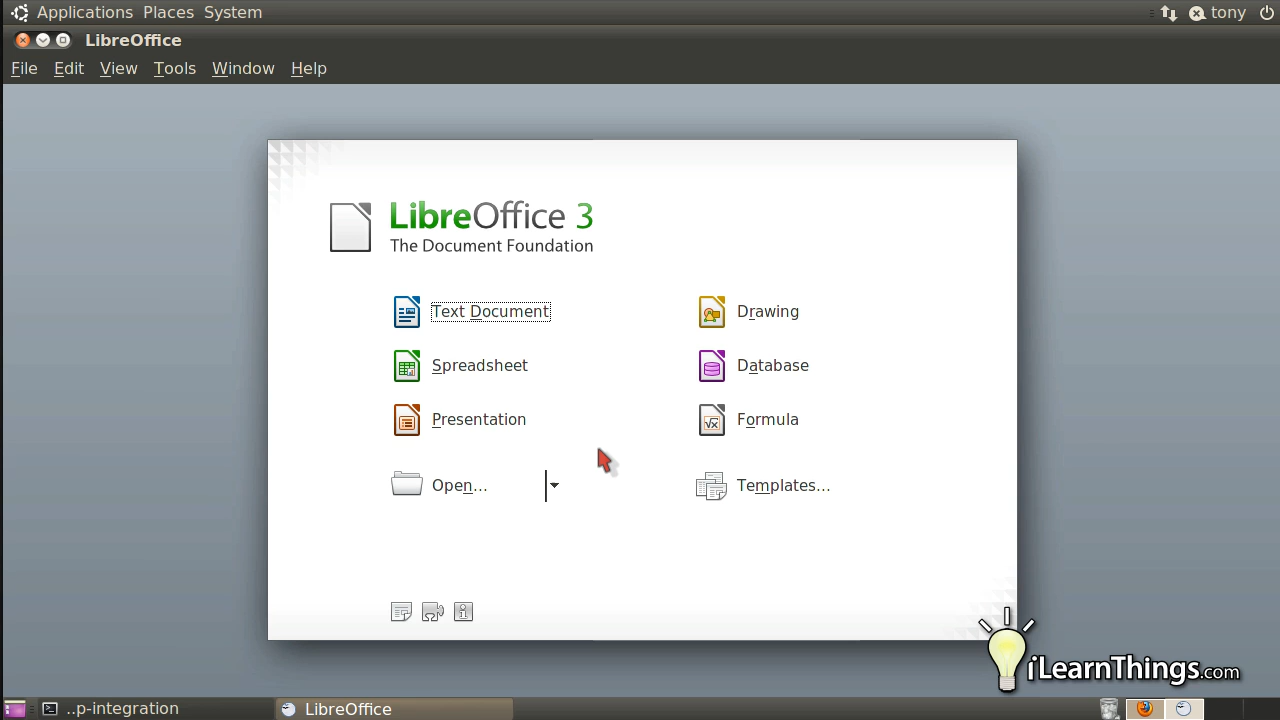 Applications Places System tony
LibreOffice
File Edit View Tools Window Help
LibreOffice 3
The Document Foundation
Text Document Drawing
Spreadsheet Database
Presentation Formula
Open... Templates...
iLearnThings.com
..p-integration LibreOffice